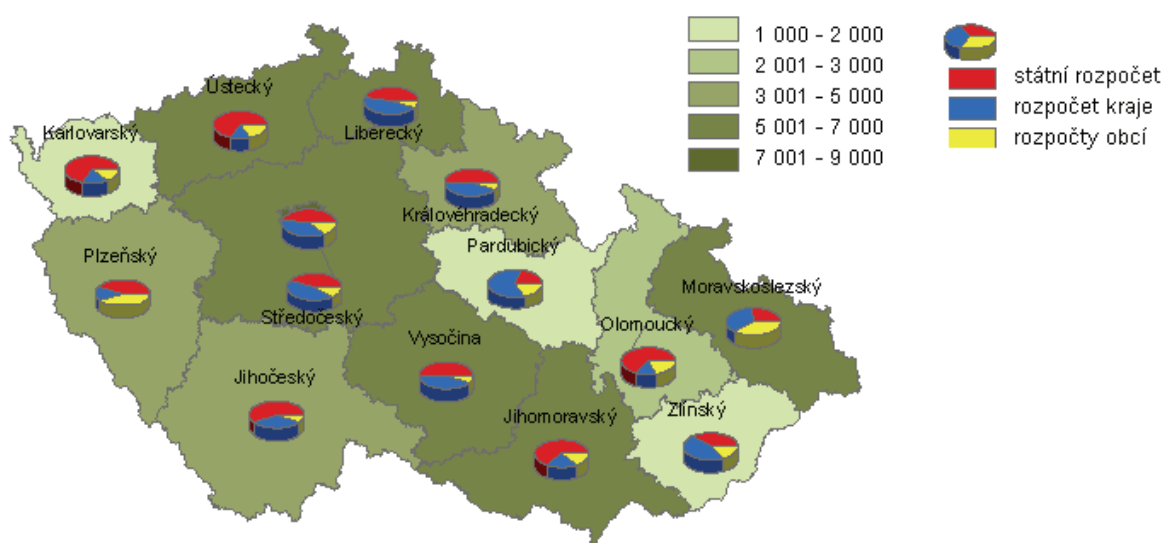 1 000 - 2 000
2 001 - 3 000
3 001 - 5 000
5 001 - 7 000
7 001 - 9 000
státní rozpočet
rozpočet kraje
rozpočty obcí
Ústecký
Karlovarský
Liberecký
Královéhradecký
Plzeňský
Pardubický
Moravskoslezský
Středočeský
Olomoucký
Vysočina
Jihočeský
Jihomoravský
Zlínský